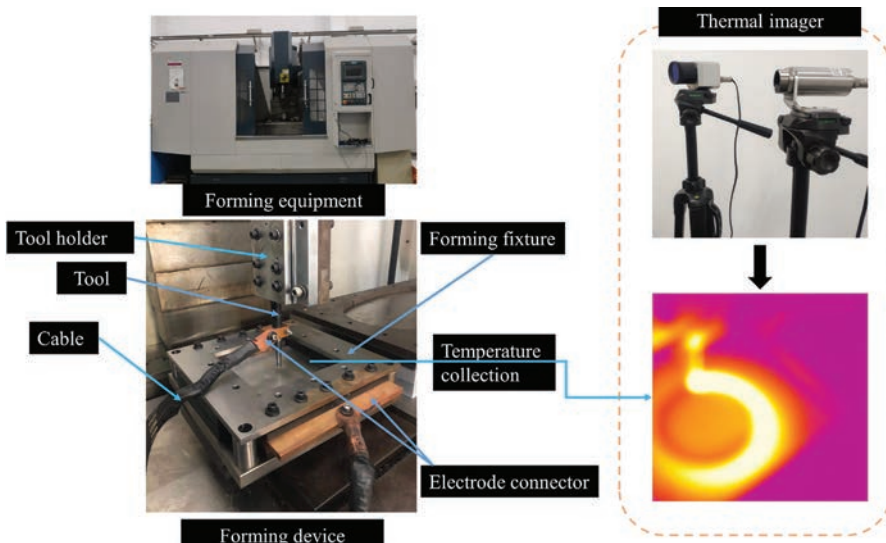 Thermal imager
Forming equipment
Tool holder
Forming fixture
Tool
Cable
Temperature
collection
Electrode connector
Forming device